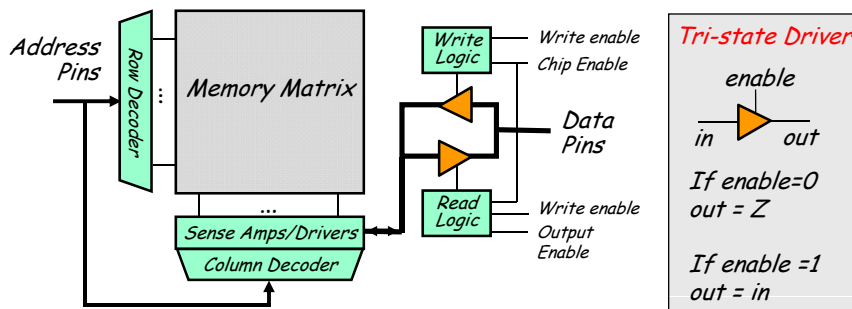 Address
Pins
Row Decoder
...
Memory Matrix
...
Sense Amps/Drivers
Column Decoder
Write
Logic
Write enable
Chip Enable
Data
Pins
Read
Logic
Write enable
Output
Enable
Tri-state Driver
enable
in
out
If enable=0
out = Z
If enable =1
out = in